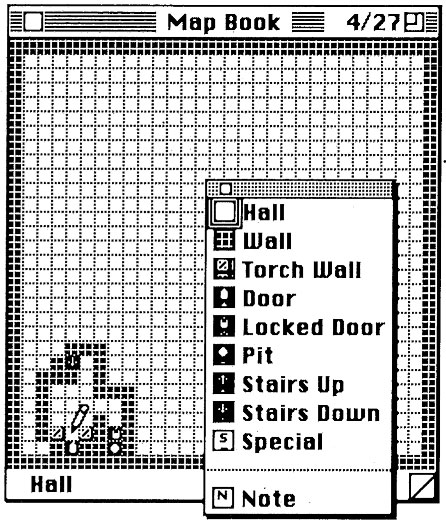 Map Book 4/27
Hall
Wall
Torch Wall
Door
Locked Door
Pit
Stairs Up
Stairs Down
S Special
N Note
Hall